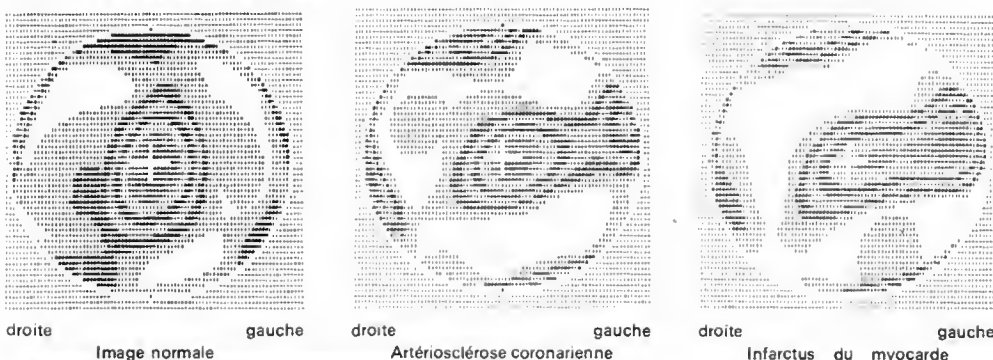 droite gauche droite gauche droite gauche
Image normale Artériosclérose coronarienne Infarctus du myocarde